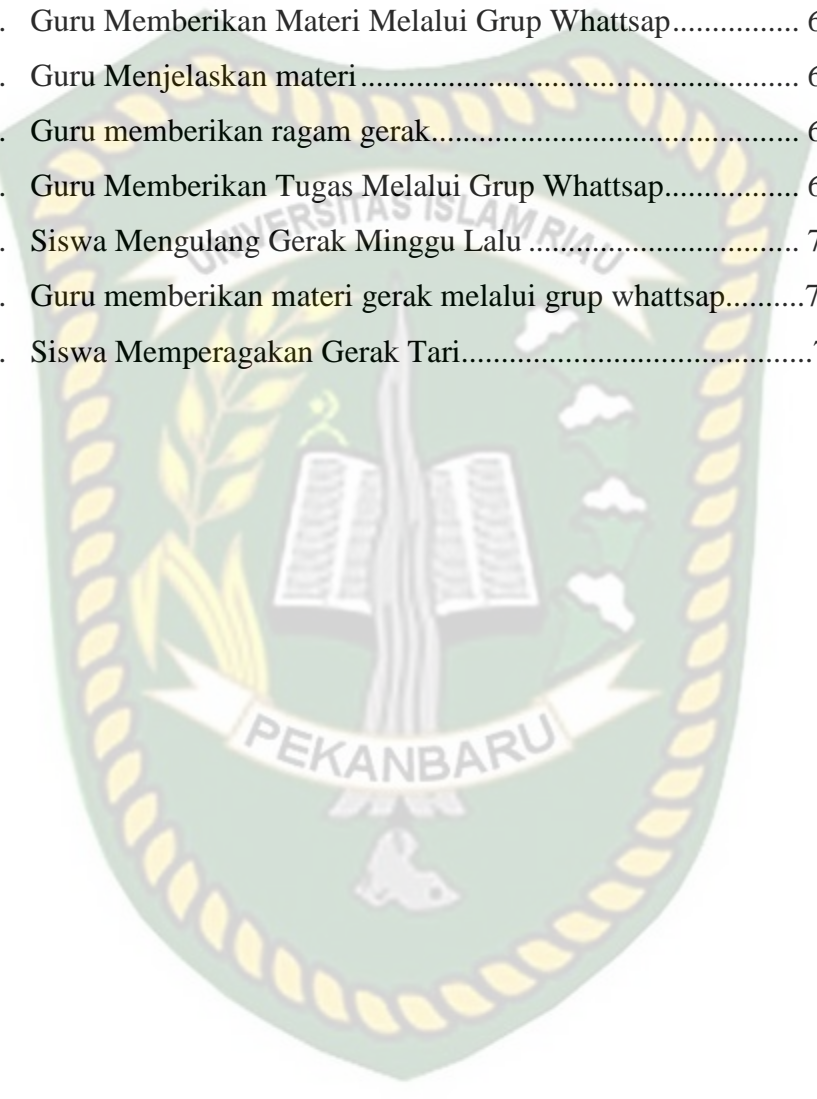 . Guru Memberikan Materi Melalui Grup Whattsap............... 6
. Guru Menjelaskan materi............................................. 6
. Guru memberikan ragam gerak....................................... 6
. Guru Memberikan Tugas Melalui Grup Whattsap.............. 6
UNIVERSITAS ISLAM RIAU
. Siswa Mengulang Gerak Minggu Lalu ............................. 7
. Guru memberikan materi gerak melalui grup whattsap..........7
. Siswa Memperagakan Gerak Tari.....................................
PEKANBARU